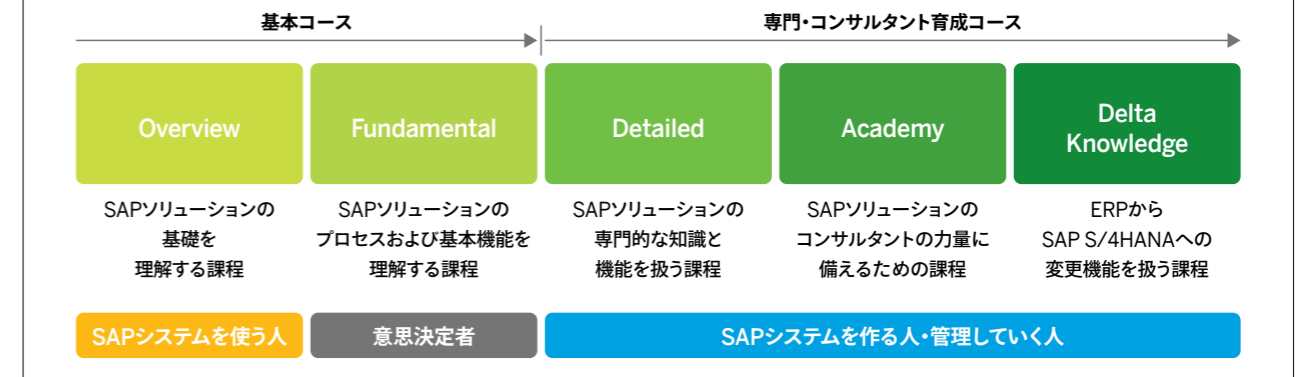 基本コース
専門・コンサルタント育成コース
Overview
Fundamental
Detailed
Academy
Delta
Knowledge
SAPソリューションの
基礎を
理解する課程
SAPソリューションの
プロセスおよび基本機能を
理解する課程
SAPソリューションの
専門的な知識と
機能を扱う課程
SAPソリューションの
コンサルタントの力量に
備えるための課程
ERPから
SAP S/4HANAへの
変更機能を扱う課程
SAPシステムを使う人
意思決定者
SAPシステムを作る人・管理していく人